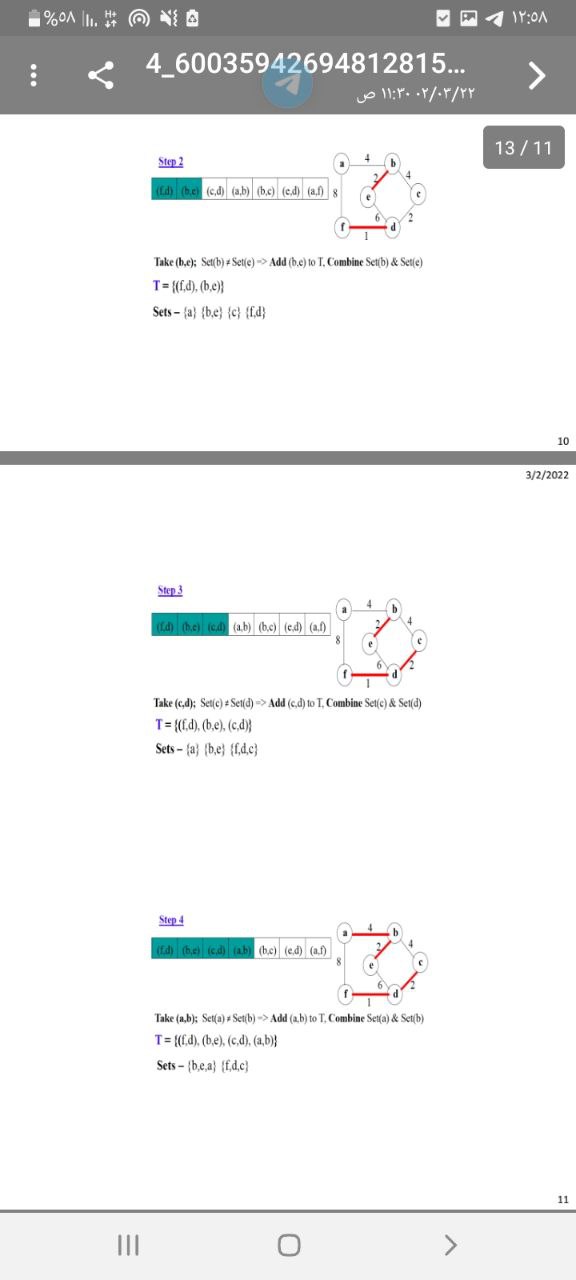 %٥٨ H+ ١٢:٥٨
4_60035942694812815...
٠٢/٠٣/٢٢ ١١:٣٠ ص
13 / 11
Step 2
(f,d) (b,e) (c,d) (a,b) (b,c) (e,d) (a,f)
a 4 b
8 2 4
e c
6 2
f d
1
Take (b,e); Set(b) ≠ Set(e) => Add (b,e) to T, Combine Set(b) & Set(e)
T = {(f,d), (b,e)}
Sets – {a} {b,e} {c} {f,d}
10
3/2/2022
Step 3
(f,d) (b,e) (c,d) (a,b) (b,c) (e,d) (a,f)
a 4 b
8 2 4
e c
6 2
f d
1
Take (c,d); Set(c) ≠ Set(d) => Add (c,d) to T, Combine Set(c) & Set(d)
T = {(f,d), (b,e), (c,d)}
Sets – {a} {b,e} {f,d,c}
Step 4
(f,d) (b,e) (c,d) (a,b) (b,c) (e,d) (a,f)
a 4 b
8 2 4
e c
6 2
f d
1
Take (a,b); Set(a) ≠ Set(b) => Add (a,b) to T, Combine Set(a) & Set(b)
T = {(f,d), (b,e), (c,d), (a,b)}
Sets – {b,e,a} {f,d,c}
11